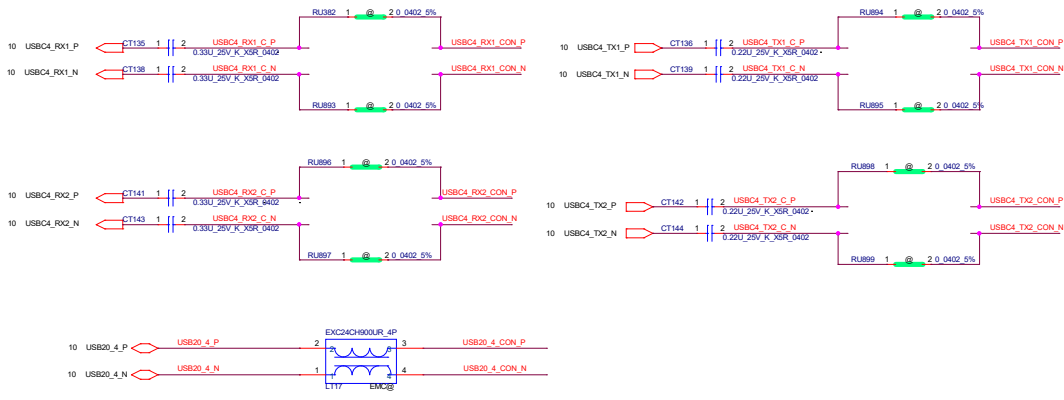 RU382 1 @ 2 0_0402_5%
10 USBC4_RX1_P CT135 1 2 USBC4_RX1_C_P USBC4_RX1_CON_P
0.33U_25V_K_X5R_0402
10 USBC4_RX1_N CT138 1 2 USBC4_RX1_C_N USBC4_RX1_CON_N
0.33U_25V_K_X5R_0402
RU893 1 @ 2 0_0402_5%
RU894 1 @ 2 0_0402_5%
10 USBC4_TX1_P CT136 1 2 USBC4_TX1_C_P USBC4_TX1_CON_P
0.22U_25V_K_X5R_0402
10 USBC4_TX1_N CT139 1 2 USBC4_TX1_C_N USBC4_TX1_CON_N
0.22U_25V_K_X5R_0402
RU895 1 @ 2 0_0402_5%
RU896 1 @ 2 0_0402_5%
10 USBC4_RX2_P CT141 1 2 USBC4_RX2_C_P USBC4_RX2_CON_P
0.33U_25V_K_X5R_0402
10 USBC4_RX2_N CT143 1 2 USBC4_RX2_C_N USBC4_RX2_CON_N
0.33U_25V_K_X5R_0402
RU897 1 @ 2 0_0402_5%
RU898 1 @ 2 0_0402_5%
10 USBC4_TX2_P CT142 1 2 USBC4_TX2_C_P USBC4_TX2_CON_P
0.22U_25V_K_X5R_0402
10 USBC4_TX2_N CT144 1 2 USBC4_TX2_C_N USBC4_TX2_CON_N
0.22U_25V_K_X5R_0402
RU899 1 @ 2 0_0402_5%
EXC24CH900UR_4P
10 USB20_4_P USB20_4_P 2 2 3 3 USB20_4_CON_P
10 USB20_4_N USB20_4_N 1 1 4 4 USB20_4_CON_N
LT17 EMC@